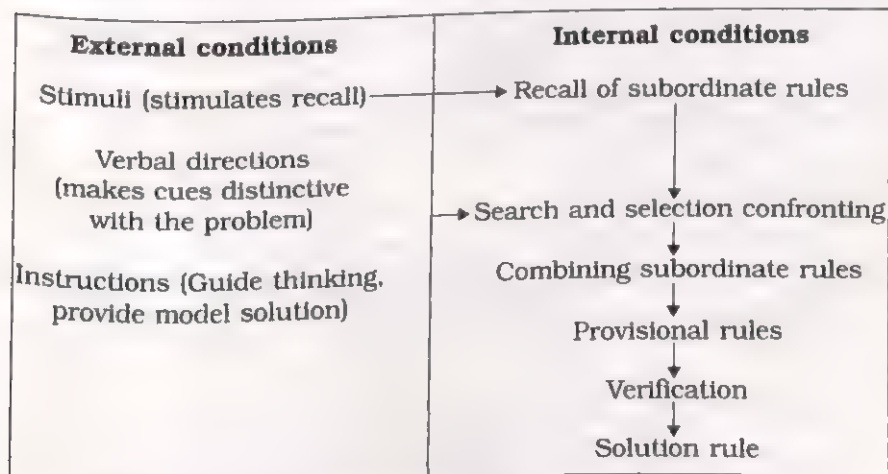 External conditions
Stimuli (stimulates recall)
Verbal directions
(makes cues distinctive
with the problem)
Instructions (Guide thinking,
provide model solution)
Internal conditions
Recall of subordinate rules
Search and selection confronting
Combining subordinate rules
Provisional rules
Verification
Solution rule